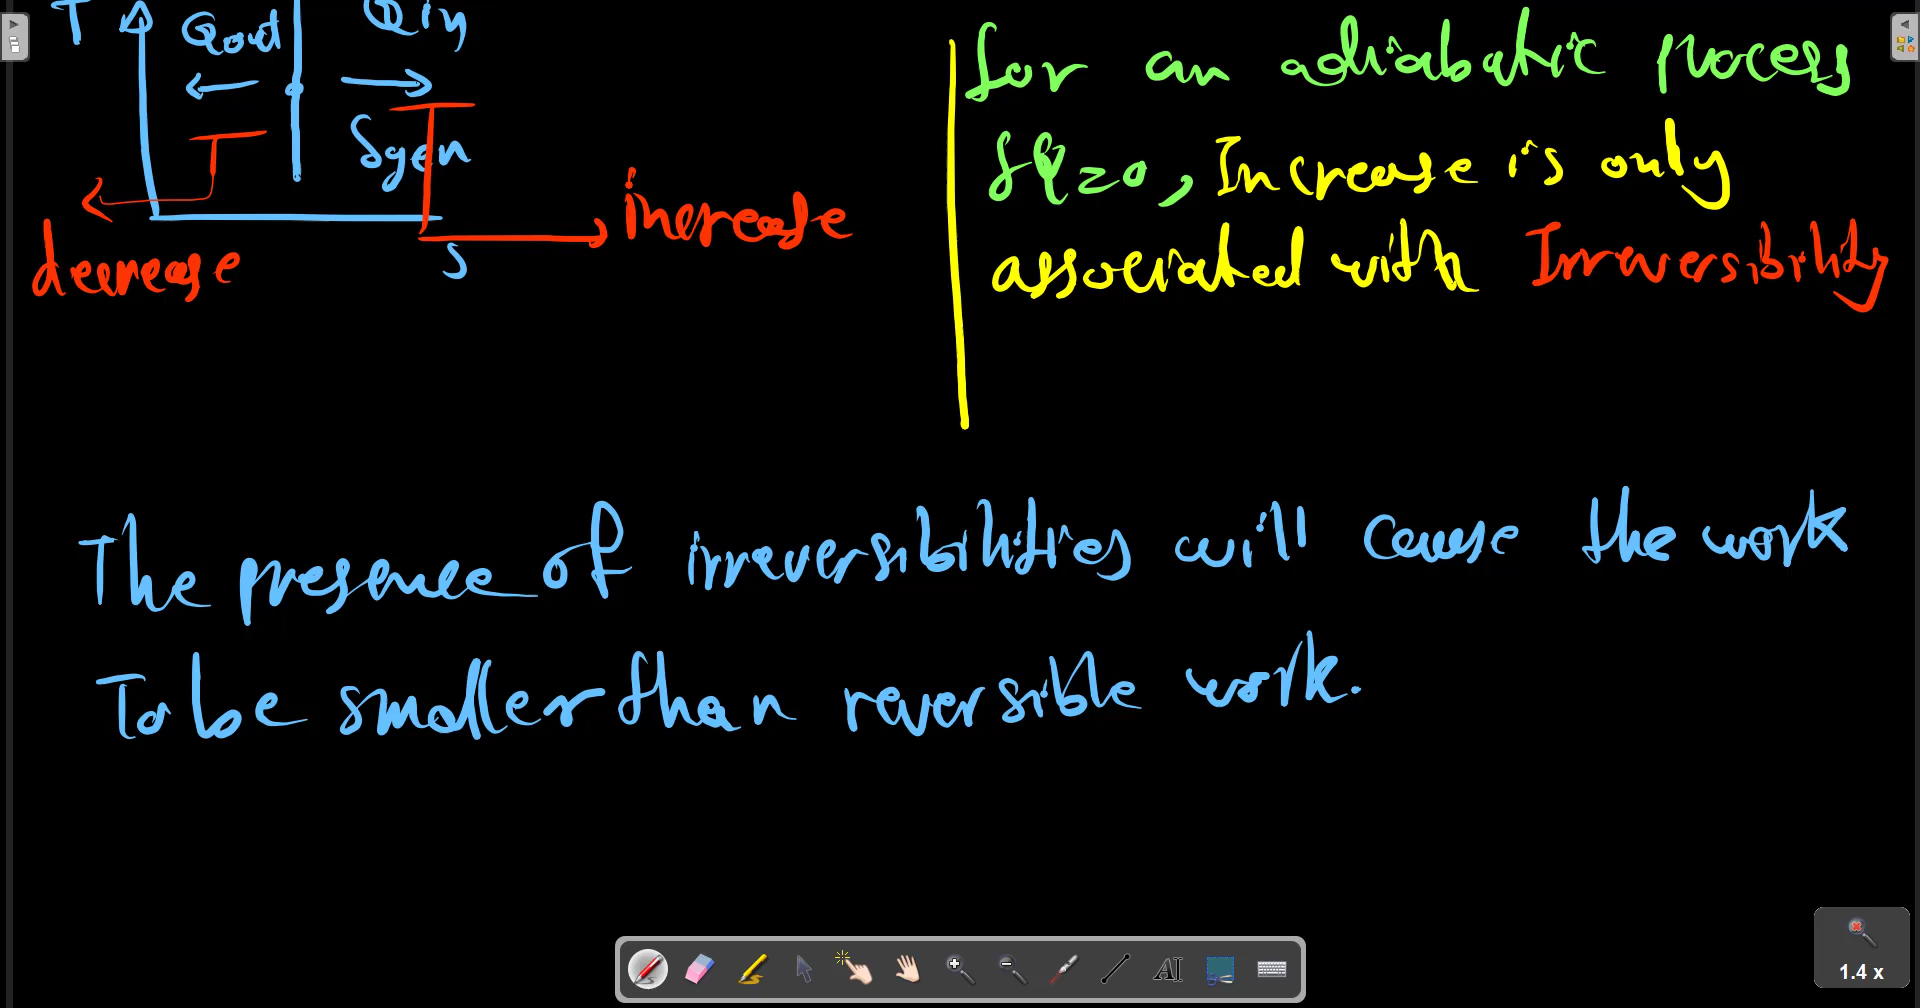 T Qout Qin
Sgen
increase
decrease
S
for an adiabatic process
δQ=0, Increase is only
associated with Irreversibility
The presence of irreversibilities will cause the work
To be smaller than reversible work.
AI
1.4 x